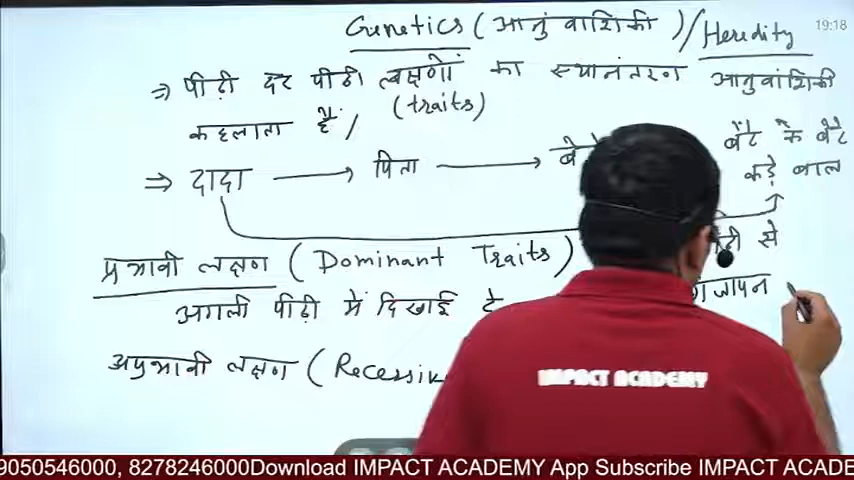 Genetics (आनुंवाशिकी) / Heredity
19:18
⇒ पीढी दर पीढी लक्षणों का स्थानंतरण आनुवांशिकी
(traits)
कहलाता है /
⇒ दादा → पिता → बेटे बेटे के बेटे
कड़े बाल
प्रभावी लक्षण (Dominant Traits) से
अगली पीढ़ी में दिखाई दे
अप्रभावी लक्षण (Recessiv
IMPACT ACADEMY
9050546000, 8278246000Download IMPACT ACADEMY App Subscribe IMPACT ACADE